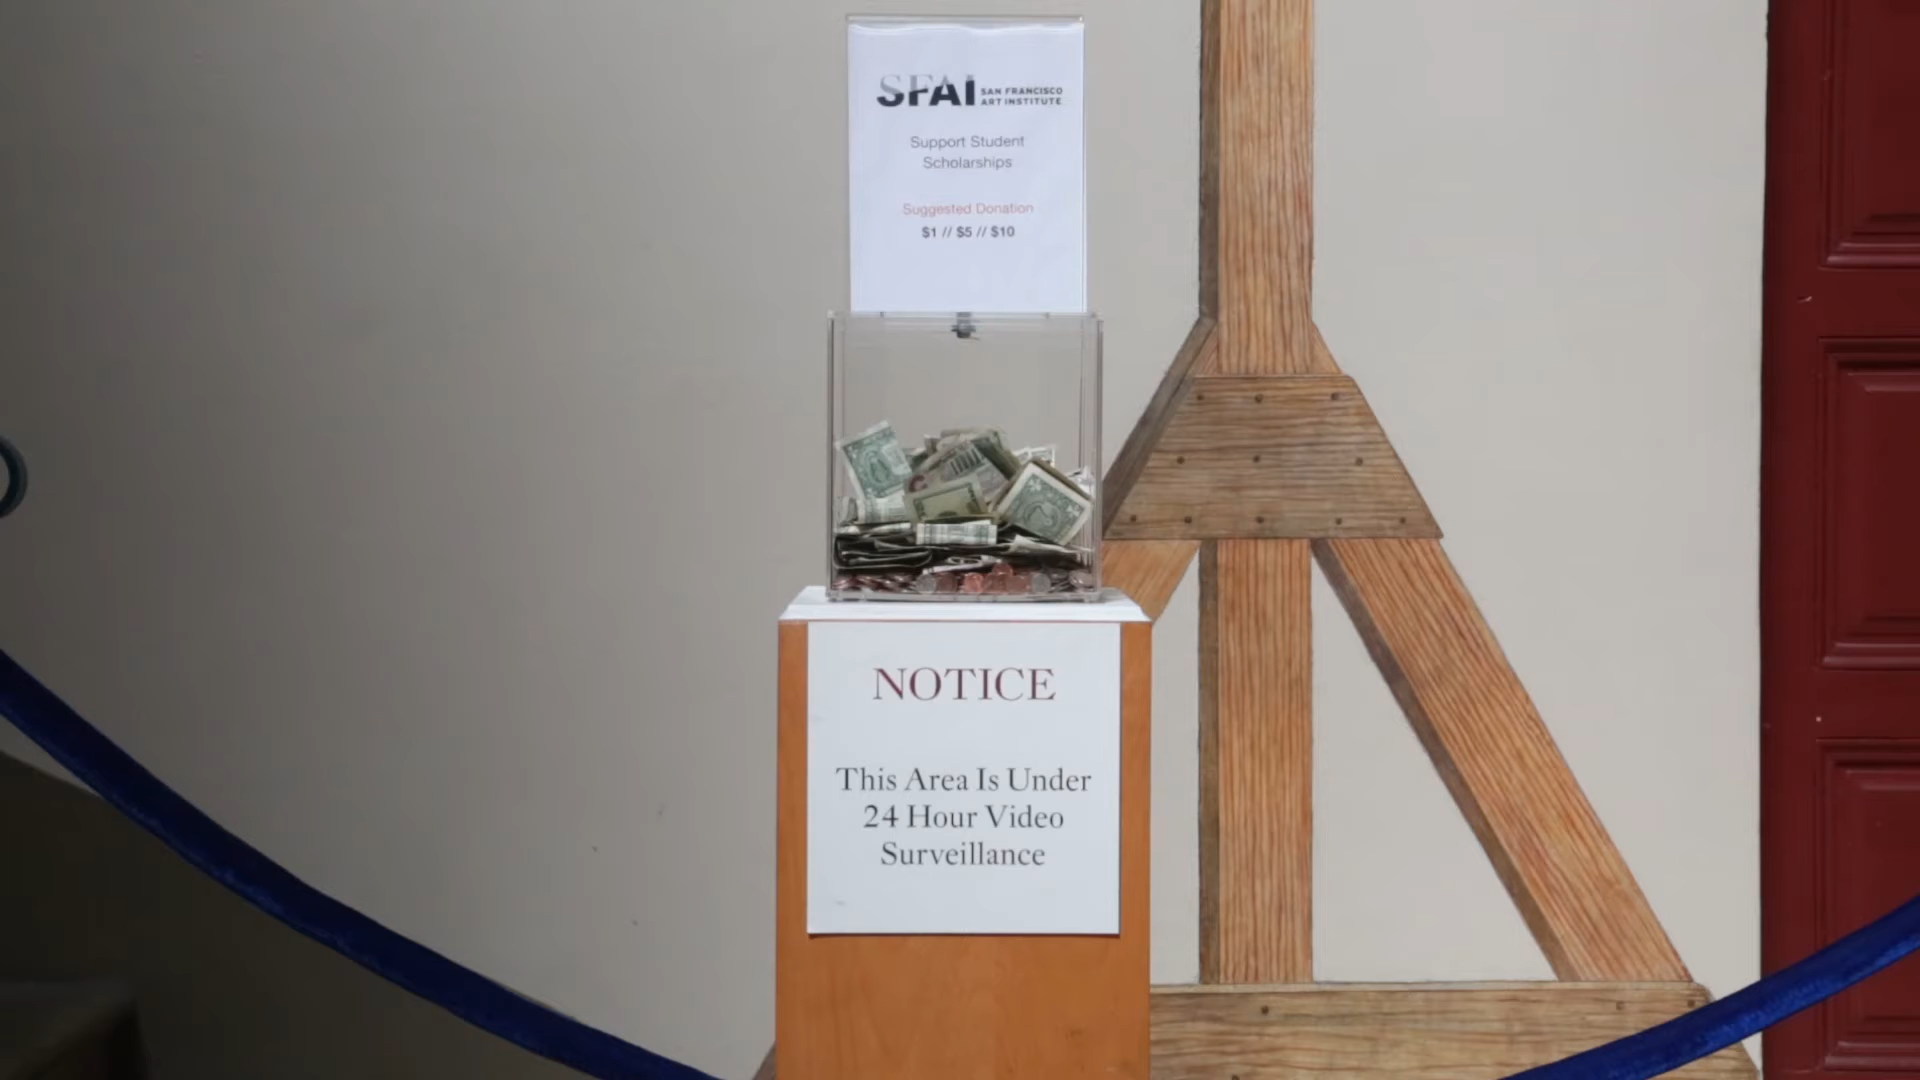 SFAI SAN FRANCISCO
ART INSTITUTE
Support Student
Scholarships
Suggested Donation
$1 // $5 // $10
NOTICE
This Area Is Under
24 Hour Video
Surveillance